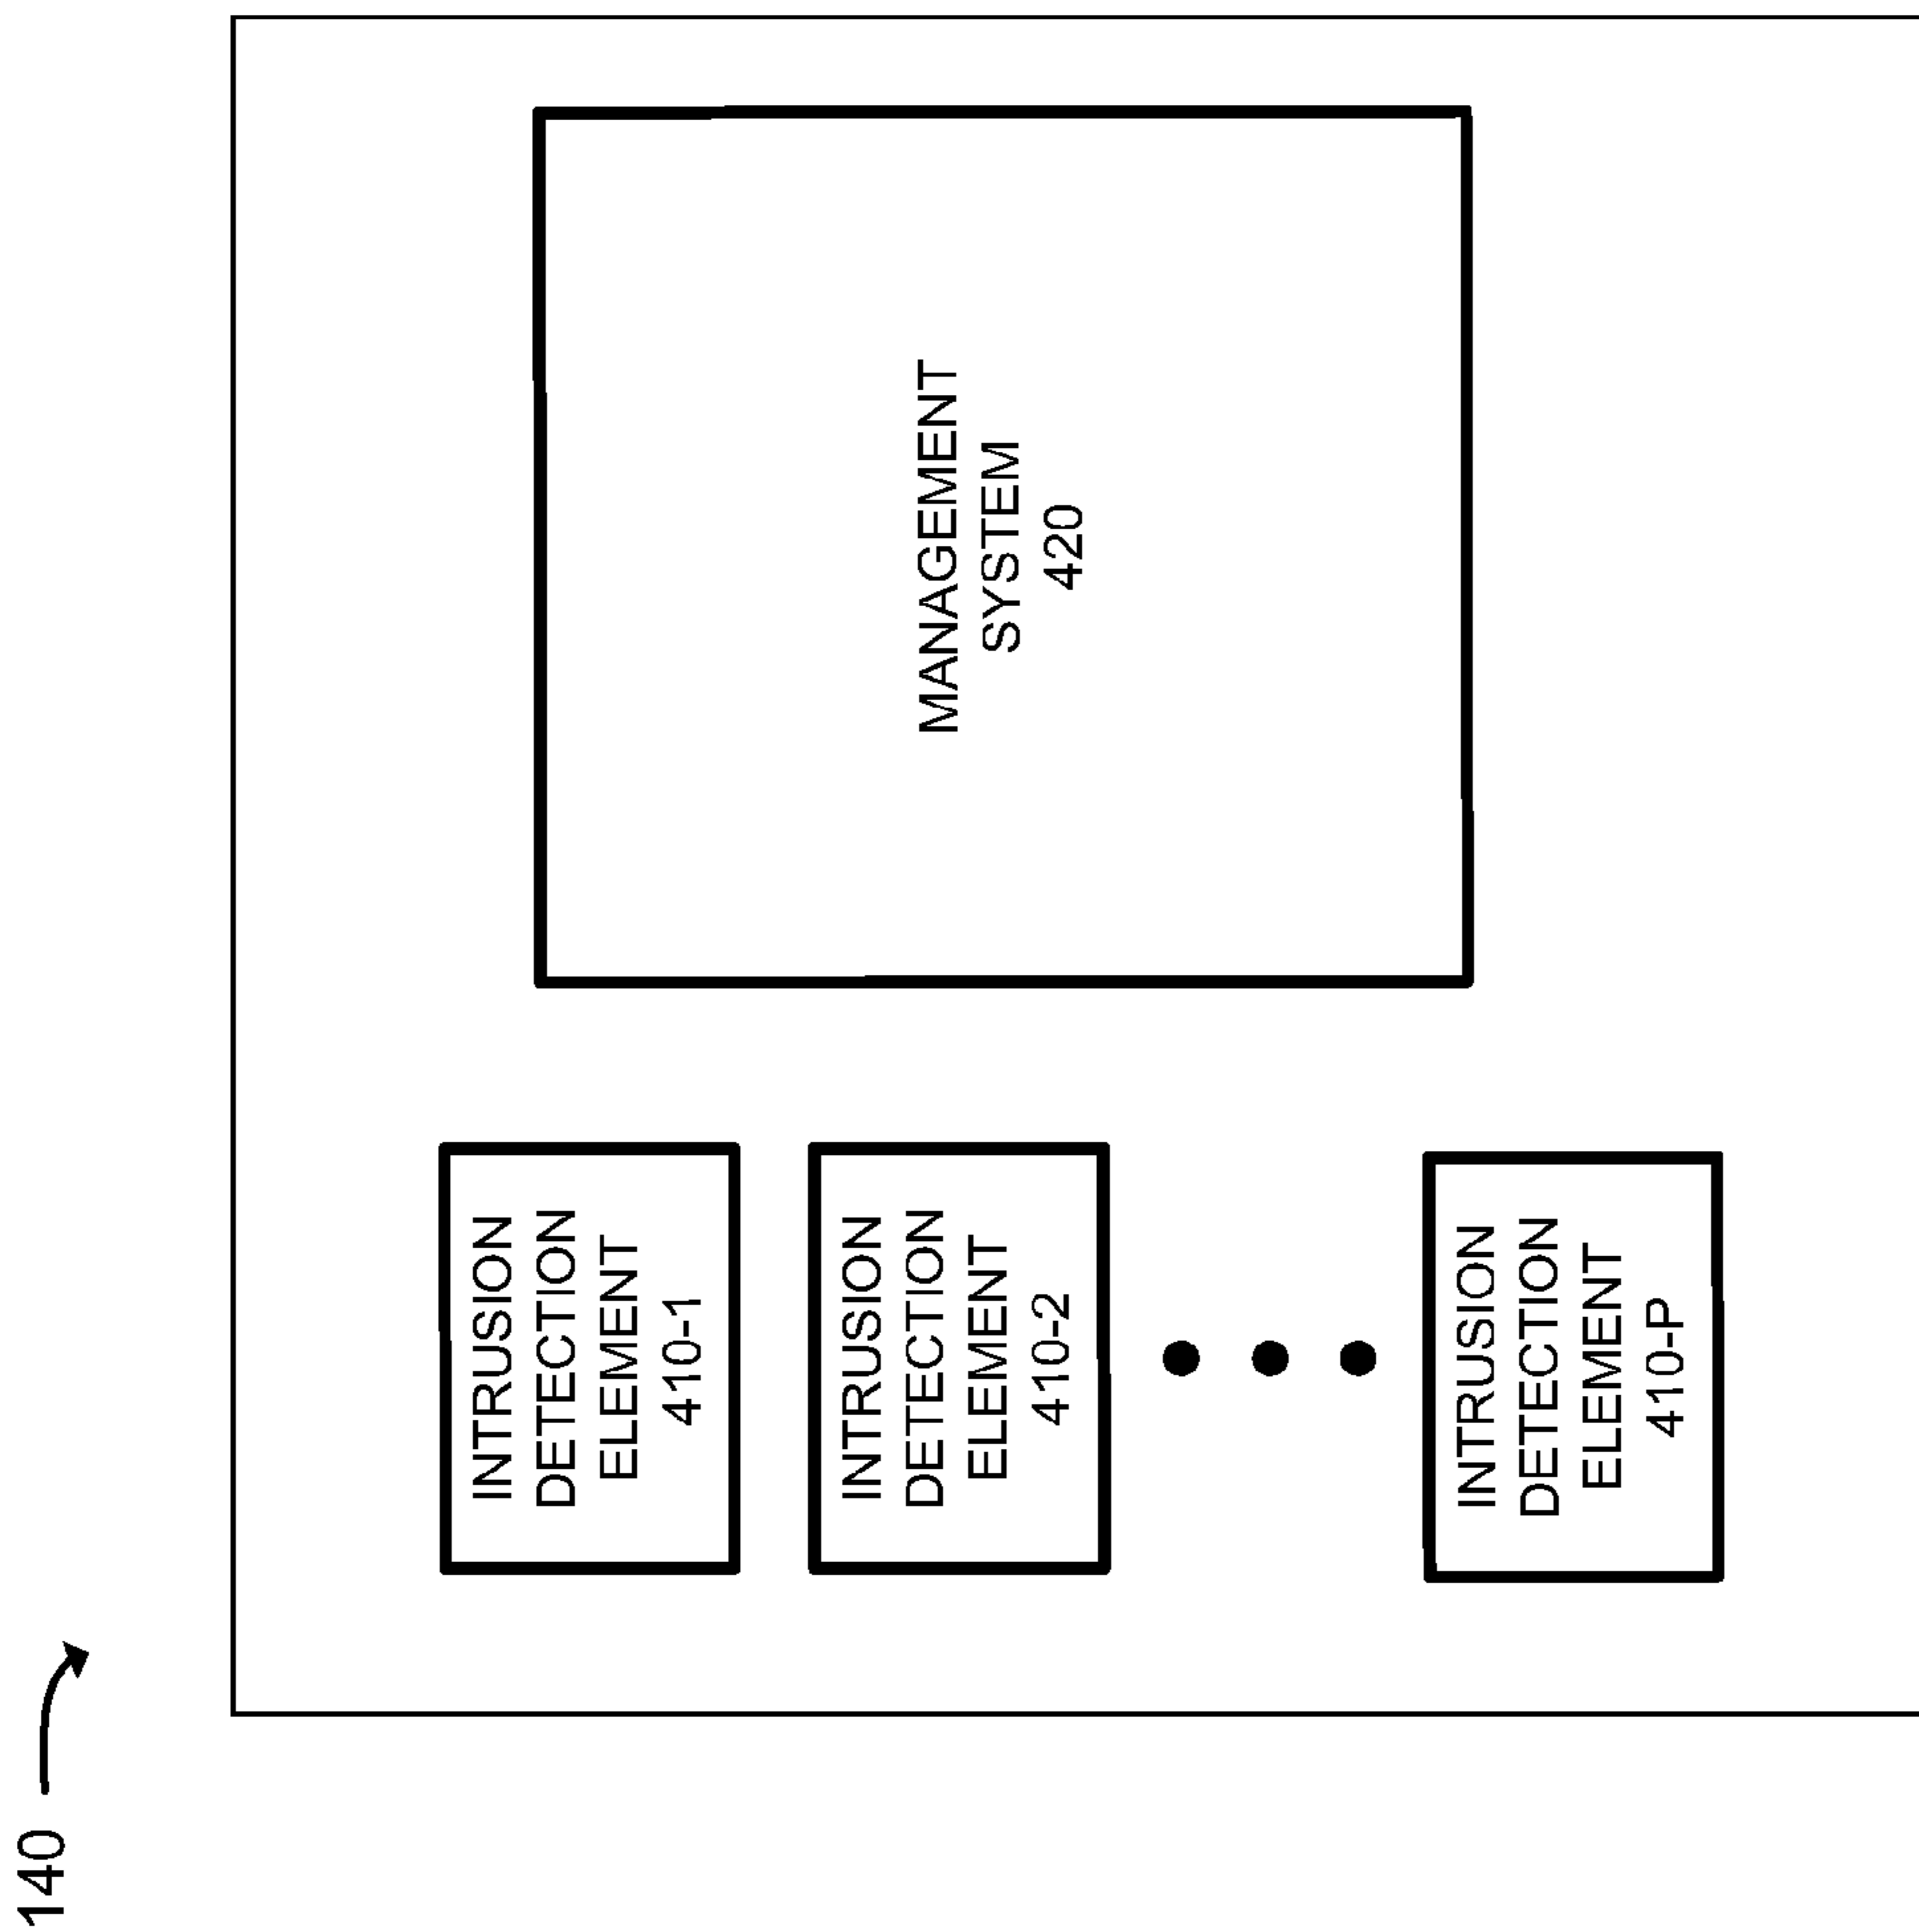 140
INTRUSION
DETECTION
ELEMENT
410-1
INTRUSION
DETECTION
ELEMENT
410-2
INTRUSION
DETECTION
ELEMENT
410-P
MANAGEMENT
SYSTEM
420